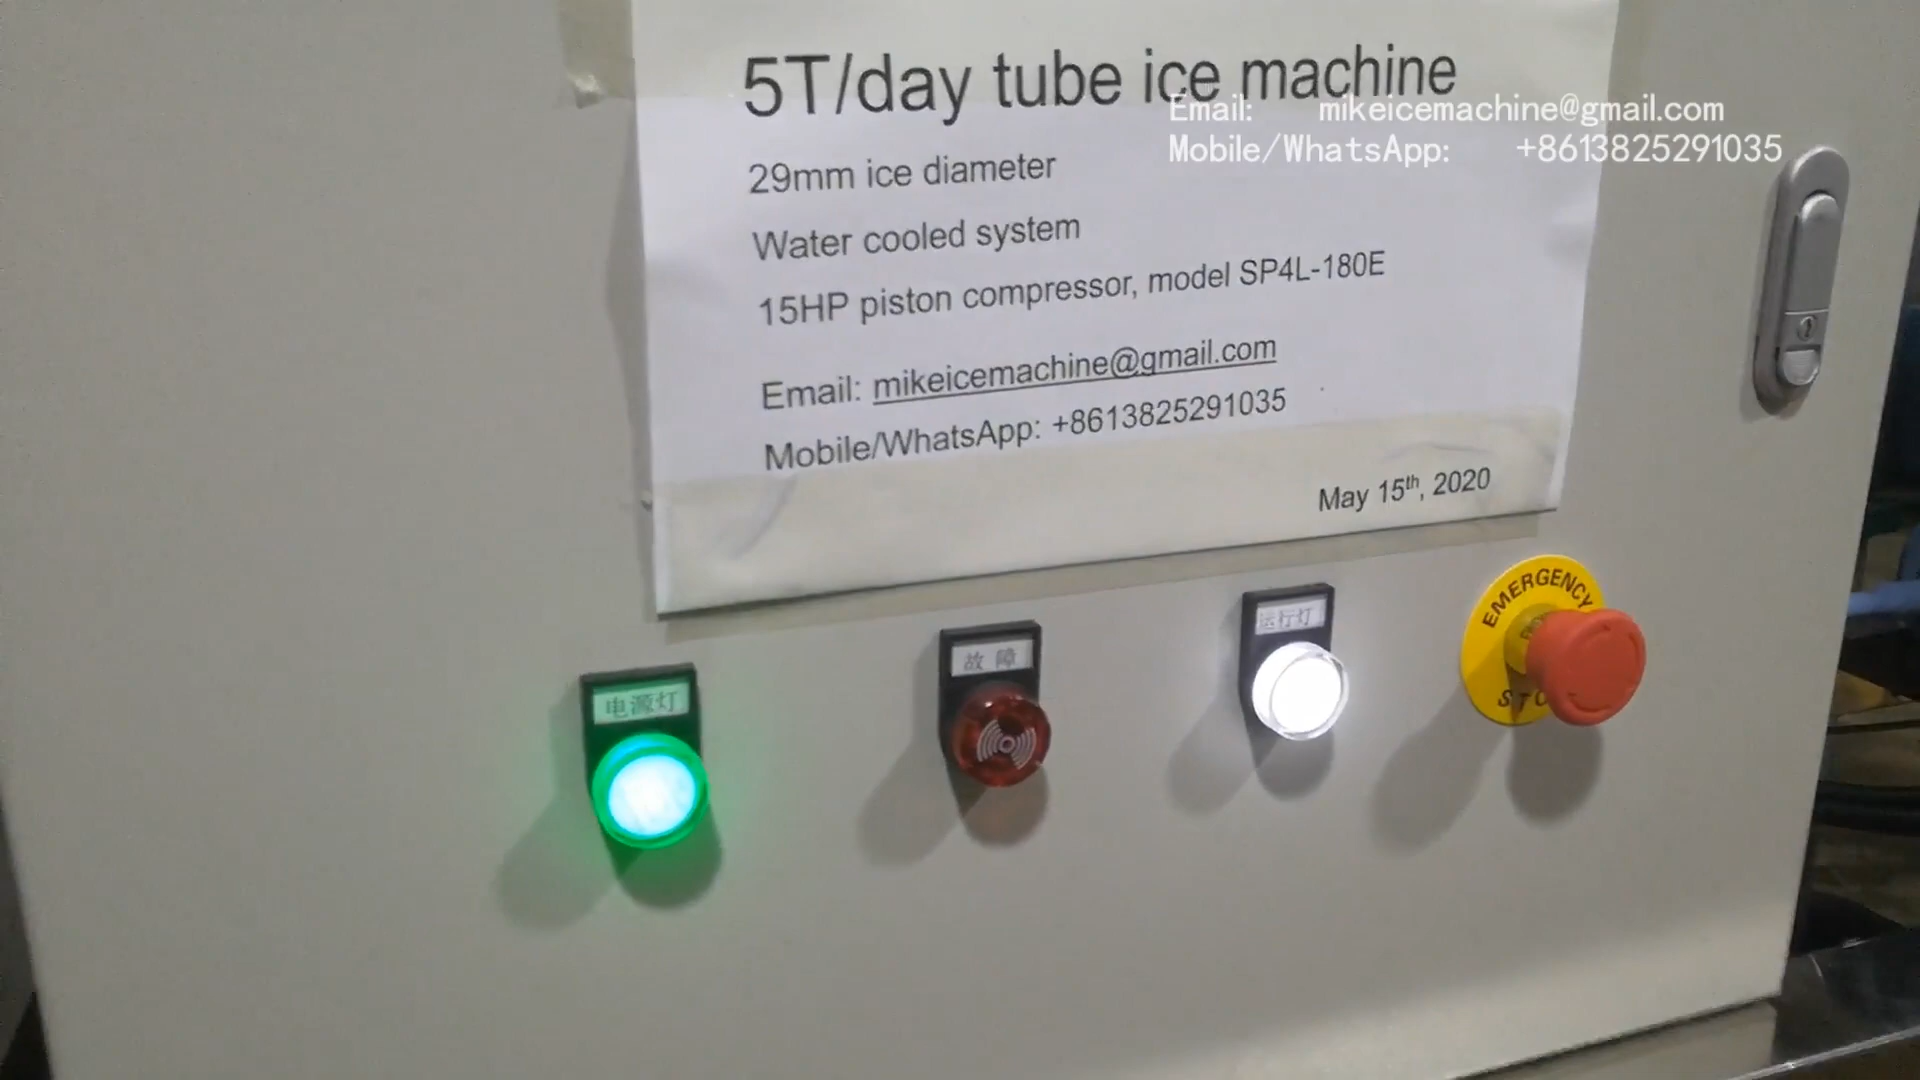 5T/day tube ice machine
Email: mikeicemachine@gmail.com
Mobile/WhatsApp: +8613825291035
29mm ice diameter
Water cooled system
15HP piston compressor, model SP4L-180E
Email: mikeicemachine@gmail.com
Mobile/WhatsApp: +8613825291035
May 15th, 2020
电源灯
故障
运行灯
EMERGENCY